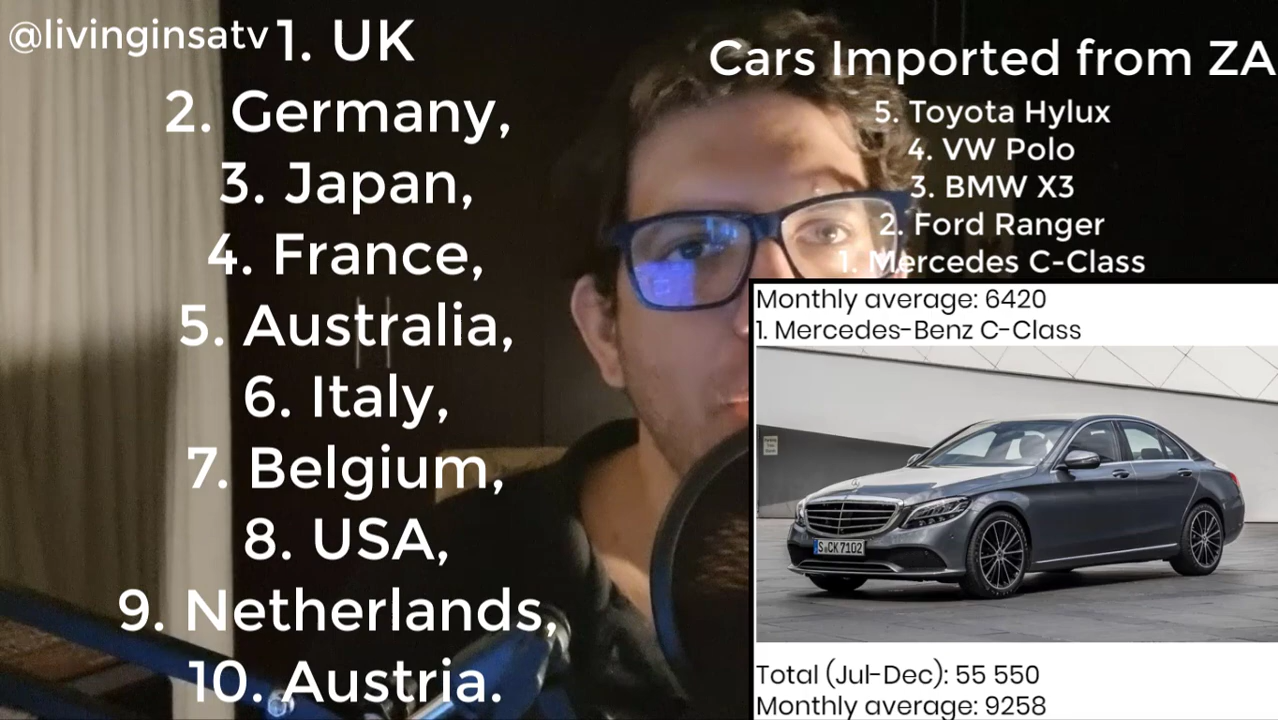 @livinginsatv
1. UK
2. Germany,
3. Japan,
4. France,
5. Australia,
6. Italy,
7. Belgium,
8. USA,
9. Netherlands,
10. Austria.
Cars Imported from ZA
5. Toyota Hylux
4. VW Polo
3. BMW X3
2. Ford Ranger
1. Mercedes C-Class
Monthly average: 6420
1. Mercedes-Benz C-Class
S CK 7102
Total (Jul-Dec): 55 550
Monthly average: 9258